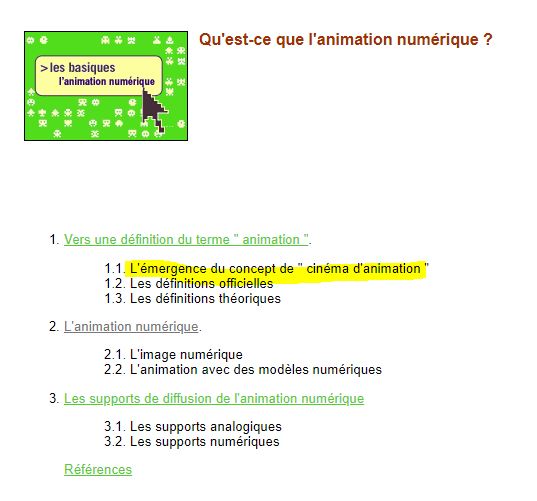 Qu'est-ce que l'animation numérique ?
>les basiques
l'animation numérique
1. Vers une définition du terme " animation ".
1.1. L'émergence du concept de " cinéma d'animation "
1.2. Les définitions officielles
1.3. Les définitions théoriques
2. L'animation numérique.
2.1. L'image numérique
2.2. L'animation avec des modèles numériques
3. Les supports de diffusion de l'animation numérique
3.1. Les supports analogiques
3.2. Les supports numériques
Références